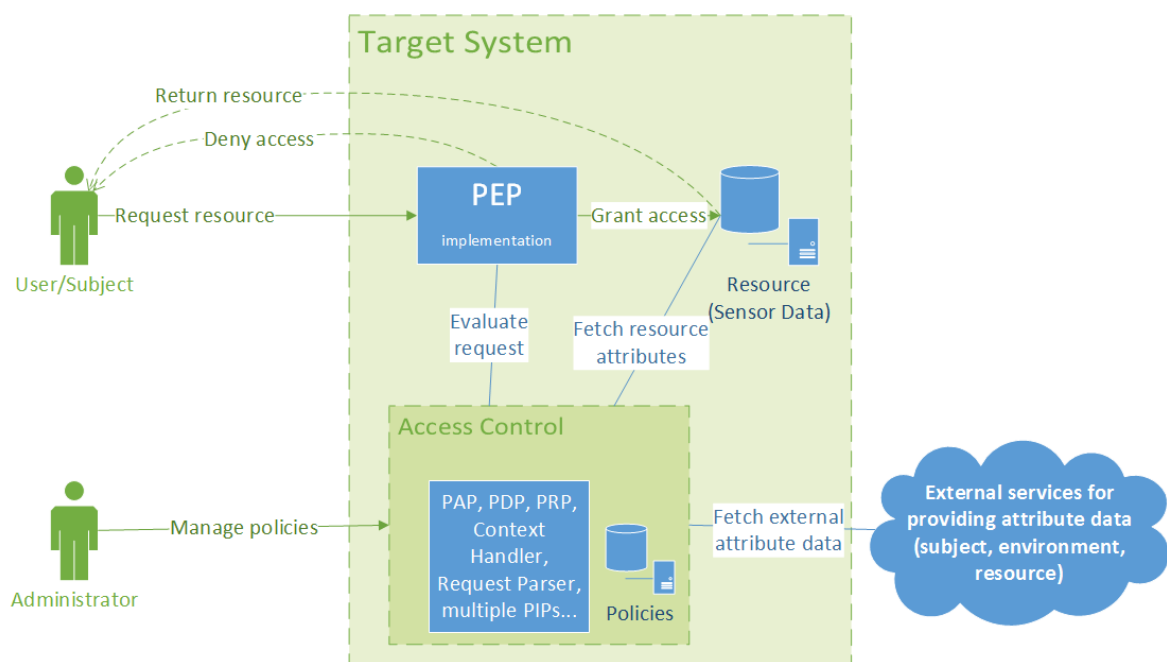 Target System
Return resource
Deny access
PEP
implementation
Request resource
Grant access
User/Subject
Resource
(Sensor Data)
Evaluate
request
Fetch resource
attributes
Access Control
PAP, PDP, PRP,
Context
Handler,
Request Parser,
multiple PIPs...
Policies
Manage policies
Administrator
Fetch external
attribute data
External services for
providing attribute data
(subject, environment,
resource)